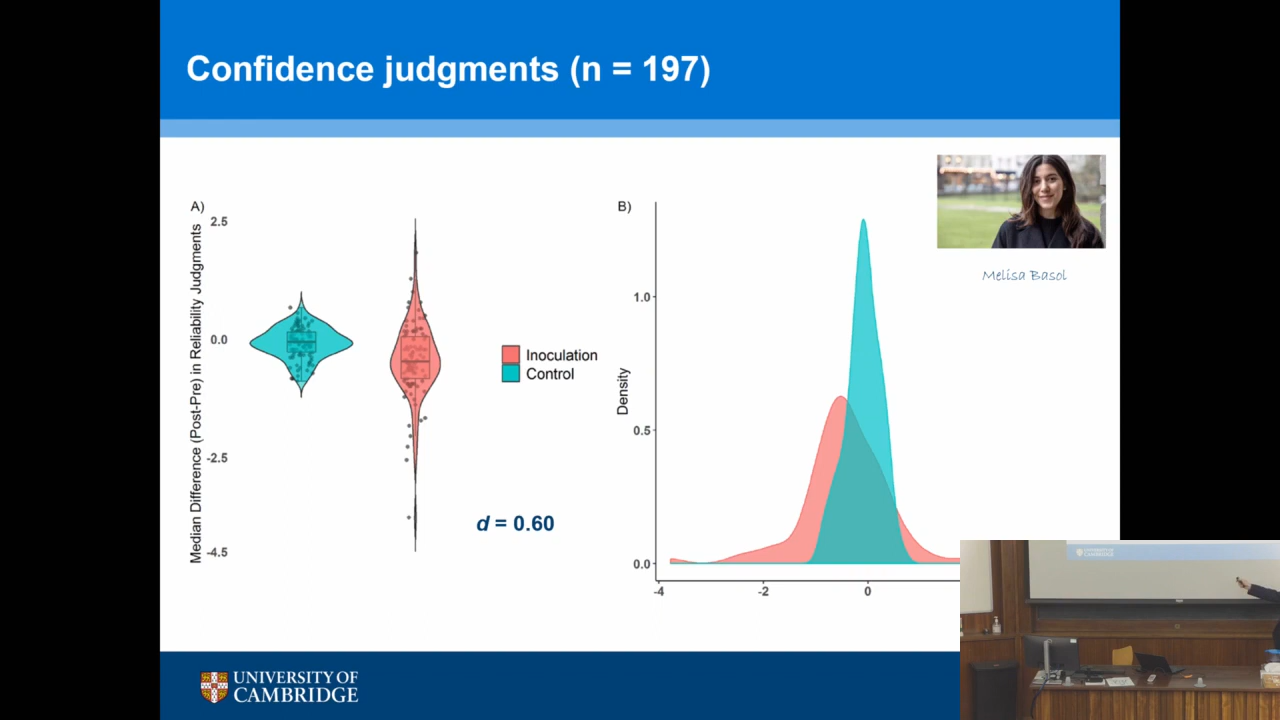 Confidence judgments (n = 197)
A)
Median Difference (Post-Pre) in Reliability Judgments
2.5
0.0
-2.5
-4.5
Inoculation
Control
d = 0.60
B)
Density
1.0
0.5
0.0
-4
-2
0
Melisa Basol
UNIVERSITY OF
CAMBRIDGE